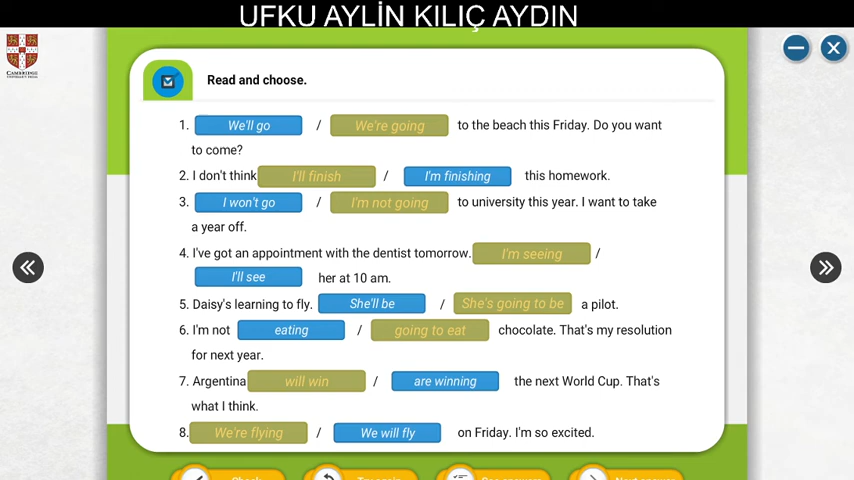 UFKU AYLİN KILIÇ AYDIN
CAMBRIDGE
Read and choose.
1. We'll go / We're going to the beach this Friday. Do you want
to come?
2. I don't think I'll finish / I'm finishing this homework.
3. I won't go / I'm not going to university this year. I want to take
a year off.
4. I've got an appointment with the dentist tomorrow. I'm seeing /
I'll see her at 10 am.
5. Daisy's learning to fly. She'll be / She's going to be a pilot.
6. I'm not eating / going to eat chocolate. That's my resolution
for next year.
7. Argentina will win / are winning the next World Cup. That's
what I think.
8. We're flying / We will fly on Friday. I'm so excited.